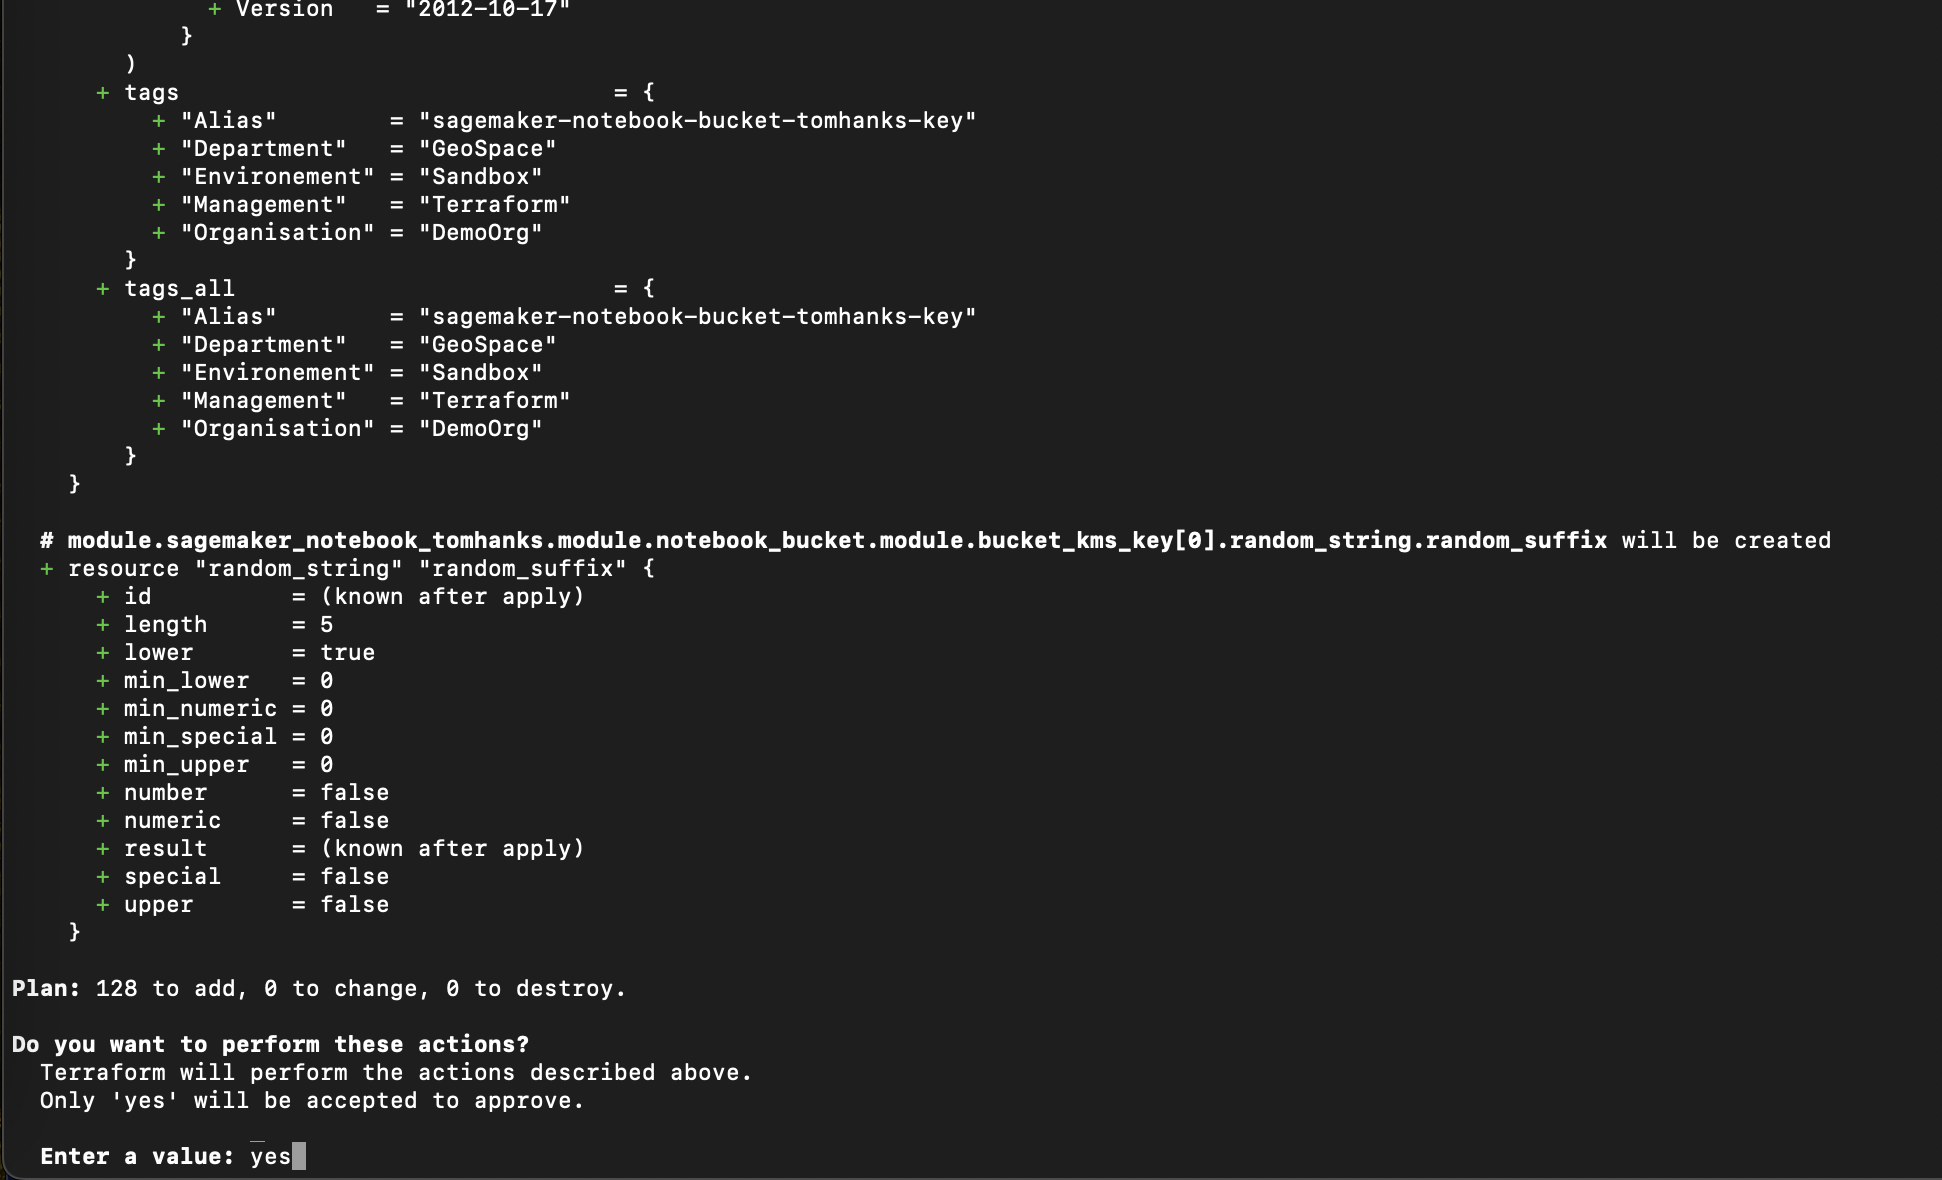 + Version   = "2012-10-17"
}
)
+ tags                               = {
+ "Alias"        = "sagemaker-notebook-bucket-tomhanks-key"
+ "Department"   = "GeoSpace"
+ "Environement" = "Sandbox"
+ "Management"   = "Terraform"
+ "Organisation" = "DemoOrg"
}
+ tags_all                           = {
+ "Alias"        = "sagemaker-notebook-bucket-tomhanks-key"
+ "Department"   = "GeoSpace"
+ "Environement" = "Sandbox"
+ "Management"   = "Terraform"
+ "Organisation" = "DemoOrg"
}
}
# module.sagemaker_notebook_tomhanks.module.notebook_bucket.module.bucket_kms_key[0].random_string.random_suffix will be created
+ resource "random_string" "random_suffix" {
+ id          = (known after apply)
+ length      = 5
+ lower       = true
+ min_lower   = 0
+ min_numeric = 0
+ min_special = 0
+ min_upper   = 0
+ number      = false
+ numeric     = false
+ result      = (known after apply)
+ special     = false
+ upper       = false
}
Plan: 128 to add, 0 to change, 0 to destroy.
Do you want to perform these actions?
Terraform will perform the actions described above.
Only 'yes' will be accepted to approve.
Enter a value: yes